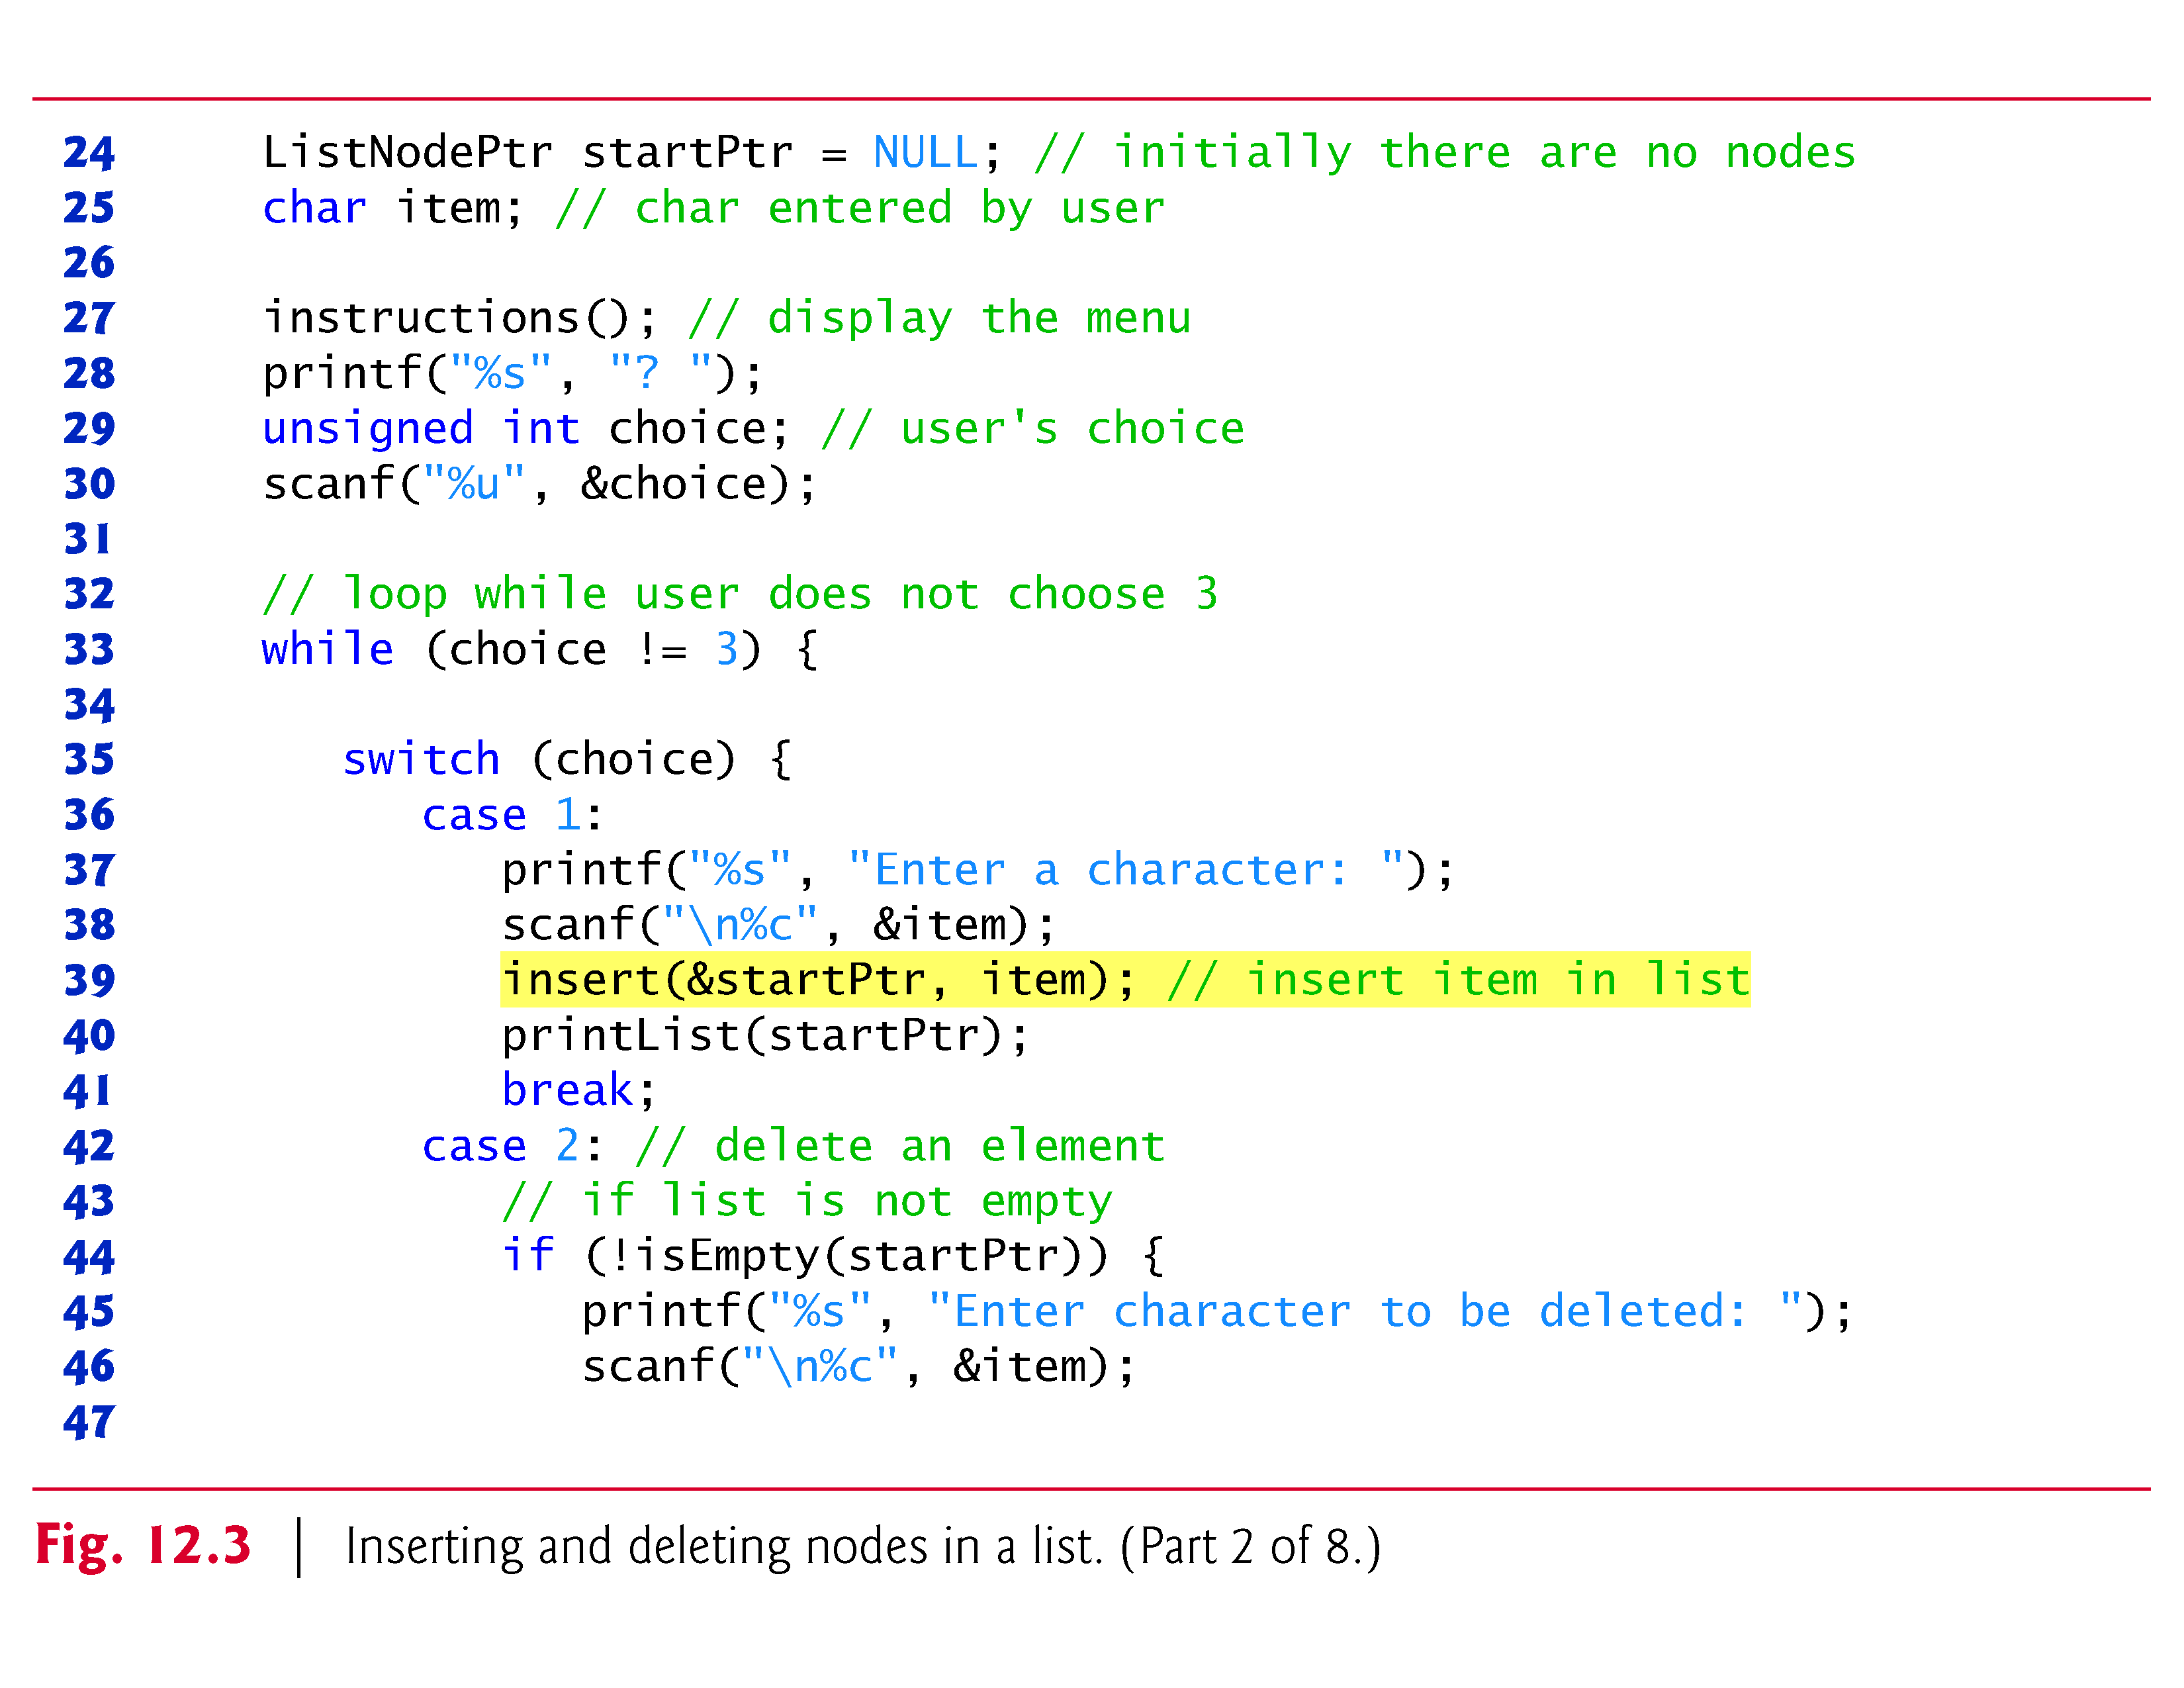 24 ListNodePtr startPtr = NULL; // initially there are no nodes
25 char item; // char entered by user
26
27 instructions(); // display the menu
28 printf("%s", "? ");
29 unsigned int choice; // user's choice
30 scanf("%u", &choice);
31
32 // loop while user does not choose 3
33 while (choice != 3) {
34
35 switch (choice) {
36 case 1:
37 printf("%s", "Enter a character: ");
38 scanf("\n%c", &item);
39 insert(&startPtr, item); // insert item in list
40 printList(startPtr);
41 break;
42 case 2: // delete an element
43 // if list is not empty
44 if (!isEmpty(startPtr)) {
45 printf("%s", "Enter character to be deleted: ");
46 scanf("\n%c", &item);
47
Fig. 12.3 | Inserting and deleting nodes in a list. (Part 2 of 8.)